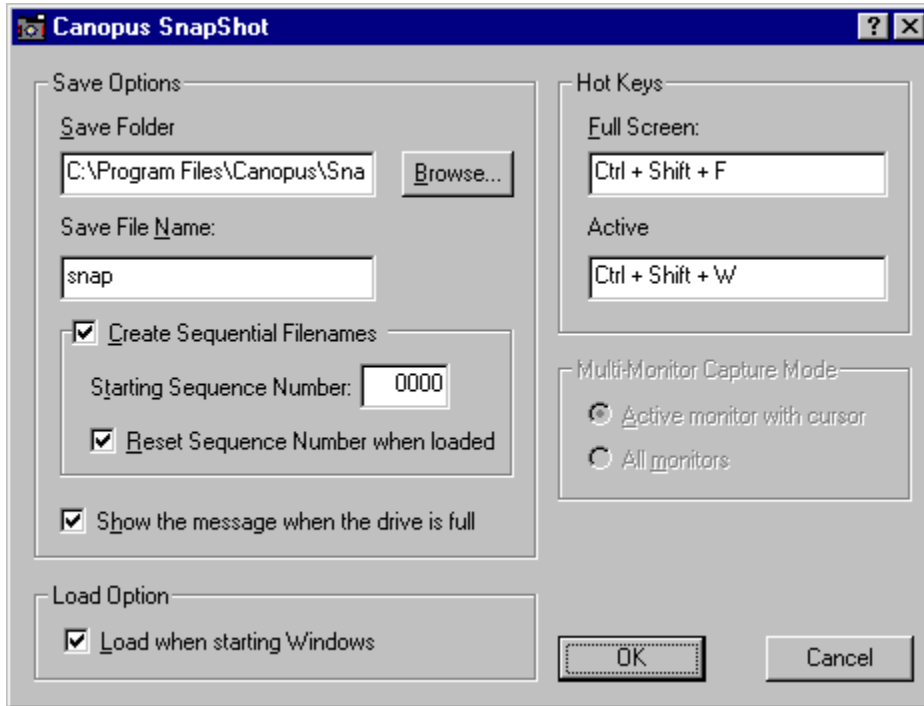 Canopus SnapShot
Save Options
Save Folder
C:\Program Files\Canopus\Sna
Browse...
Save File Name:
snap
Create Sequential Filenames
Starting Sequence Number: 0000
Reset Sequence Number when loaded
Show the message when the drive is full
Load Option
Load when starting Windows
Hot Keys
Full Screen:
Ctrl + Shift + F
Active
Ctrl + Shift + W
Multi-Monitor Capture Mode
Active monitor with cursor
All monitors
OK
Cancel